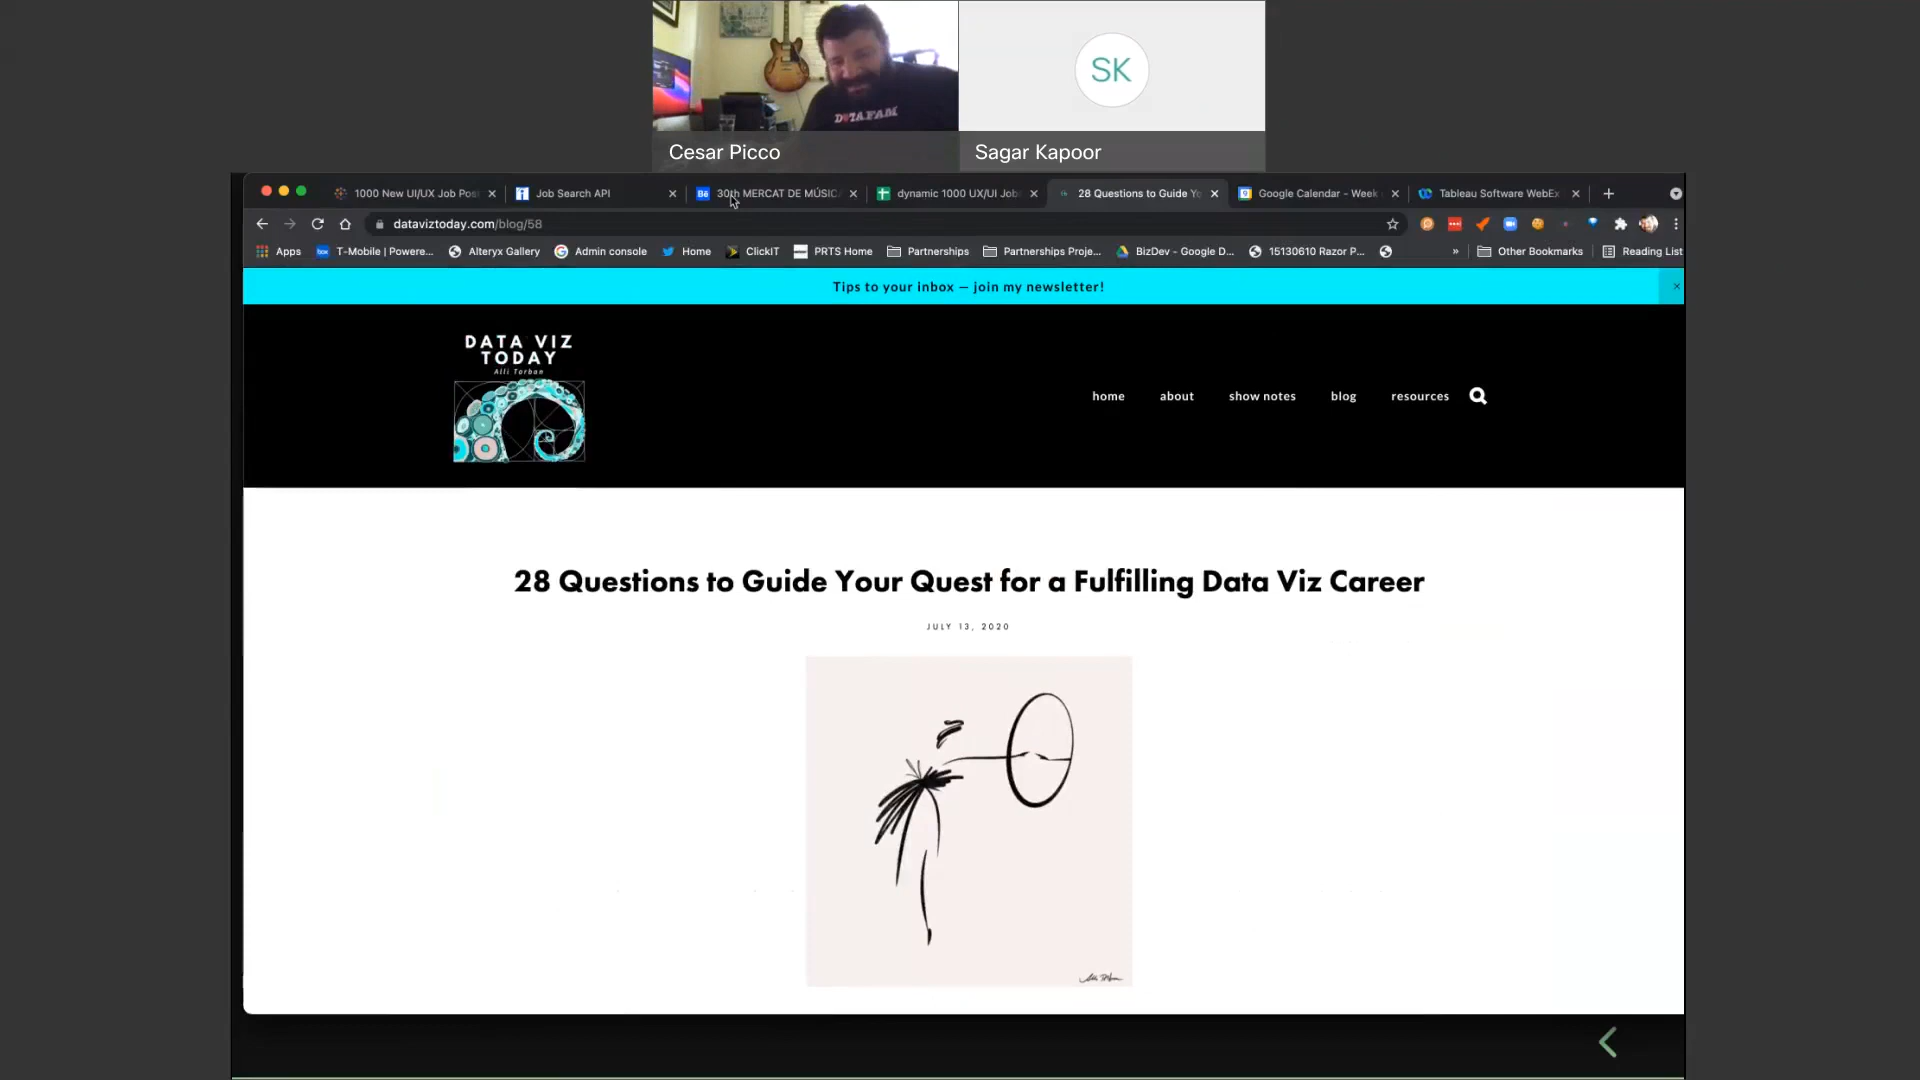 D♥TAFAM
SK
Cesar Picco
Sagar Kapoor
1000 New UI/UX Job Pos
Job Search API
30th MERCAT DE MÚSIC
dynamic 1000 UX/UI Job
28 Questions to Guide Yo
Google Calendar - Week
Tableau Software WebEx
dataviztoday.com/blog/58
Apps
box
T-Mobile | Powere...
Alteryx Gallery
Admin console
Home
ClickIT
PRTS Home
Partnerships
Partnerships Proje...
BizDev - Google D...
15130610 Razor P...
»
Other Bookmarks
Reading List
Tips to your inbox — join my newsletter!
DATA VIZ
TODAY
Alli Torban
home
about
show notes
blog
resources
28 Questions to Guide Your Quest for a Fulfilling Data Viz Career
JULY 13, 2020